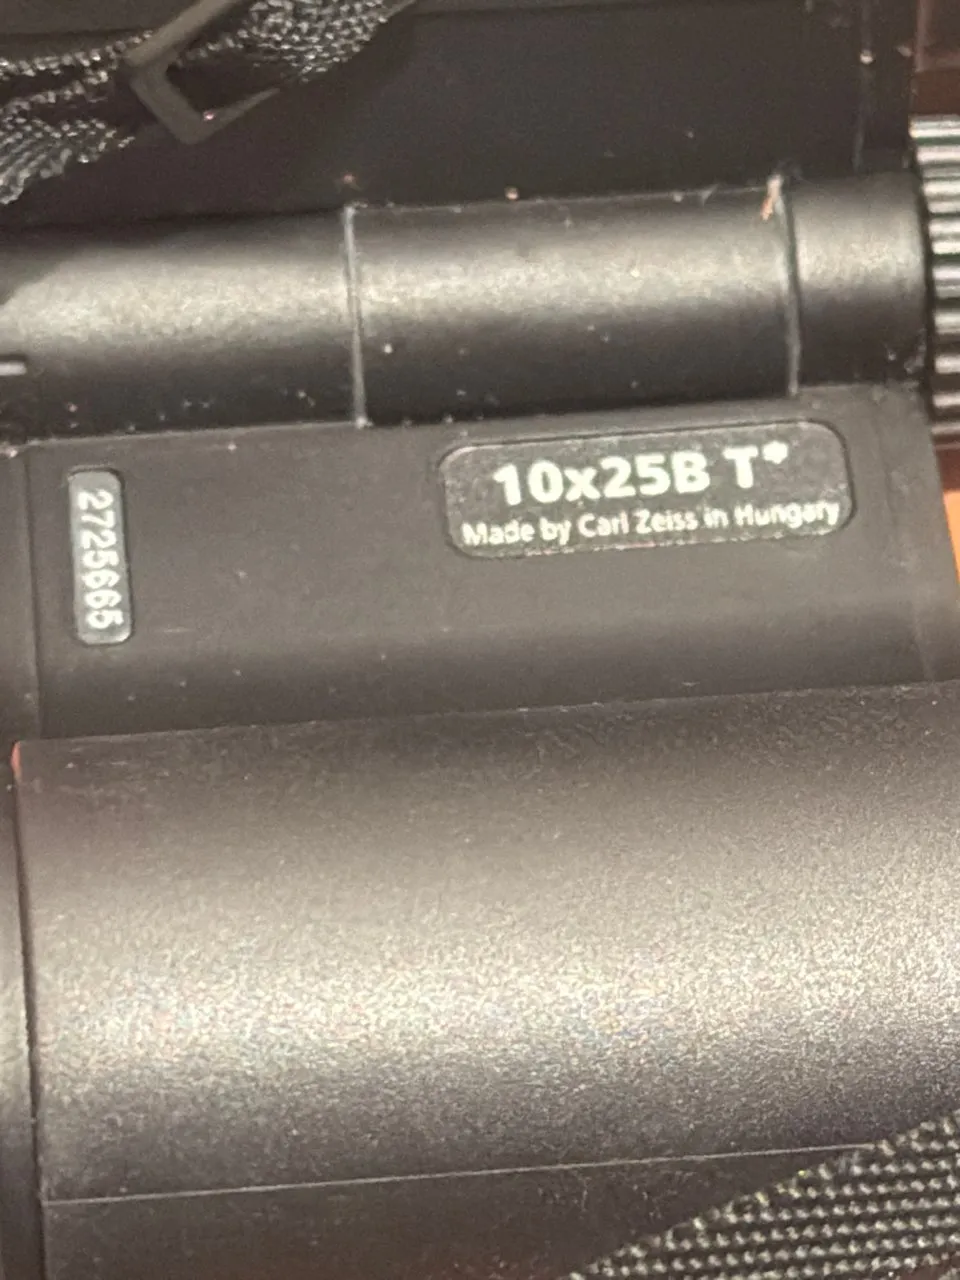 10x25B T*
Made by Carl Zeiss in Hungary
2725665